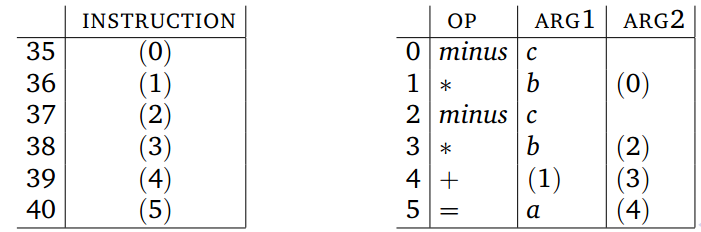 INSTRUCTION OP ARG1 ARG2
35 (0) 0 minus c
36 (1) 1 * b (0)
37 (2) 2 minus c
38 (3) 3 * b (2)
39 (4) 4 + (1) (3)
40 (5) 5 = a (4)